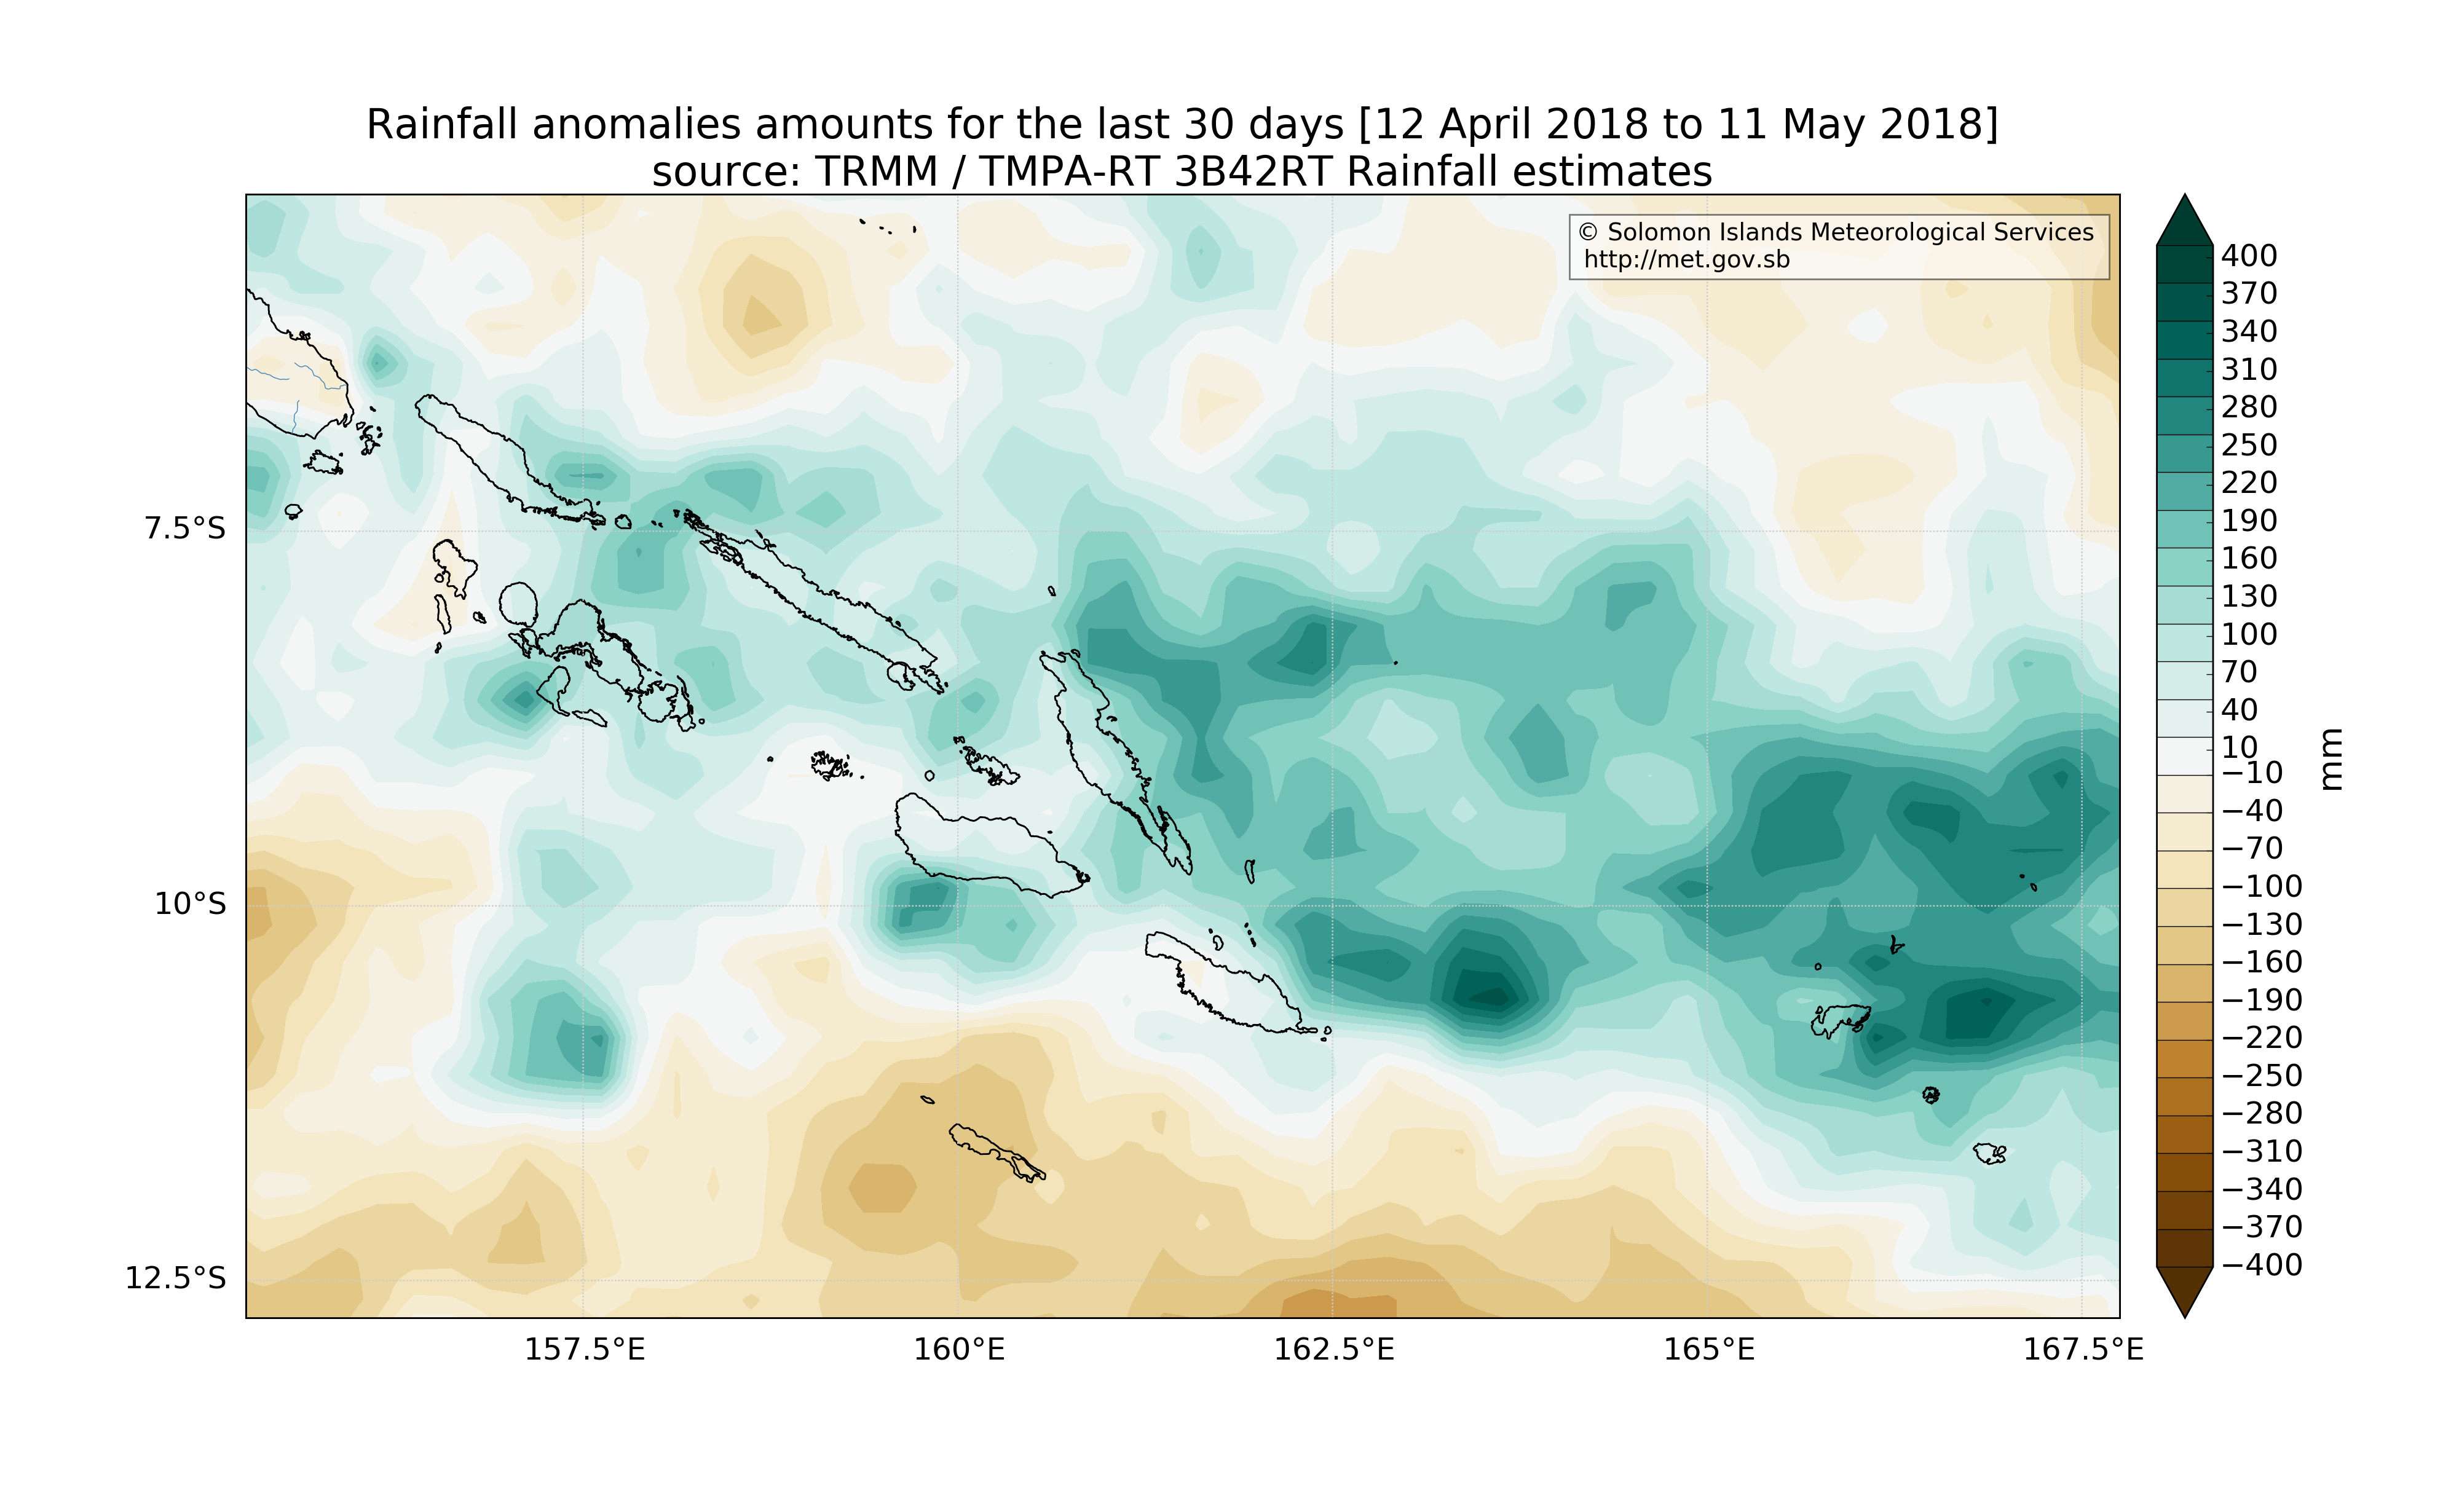 Rainfall anomalies amounts for the last 30 days [12 April 2018 to 11 May 2018]
source: TRMM / TMPA-RT 3B42RT Rainfall estimates
© Solomon Islands Meteorological Services
http://met.gov.sb
7.5°S
10°S
12.5°S
157.5°E
160°E
162.5°E
165°E
167.5°E
400
370
340
310
280
250
220
190
160
130
100
70
40
10
−10
−40
−70
−100
−130
−160
−190
−220
−250
−280
−310
−340
−370
−400
mm